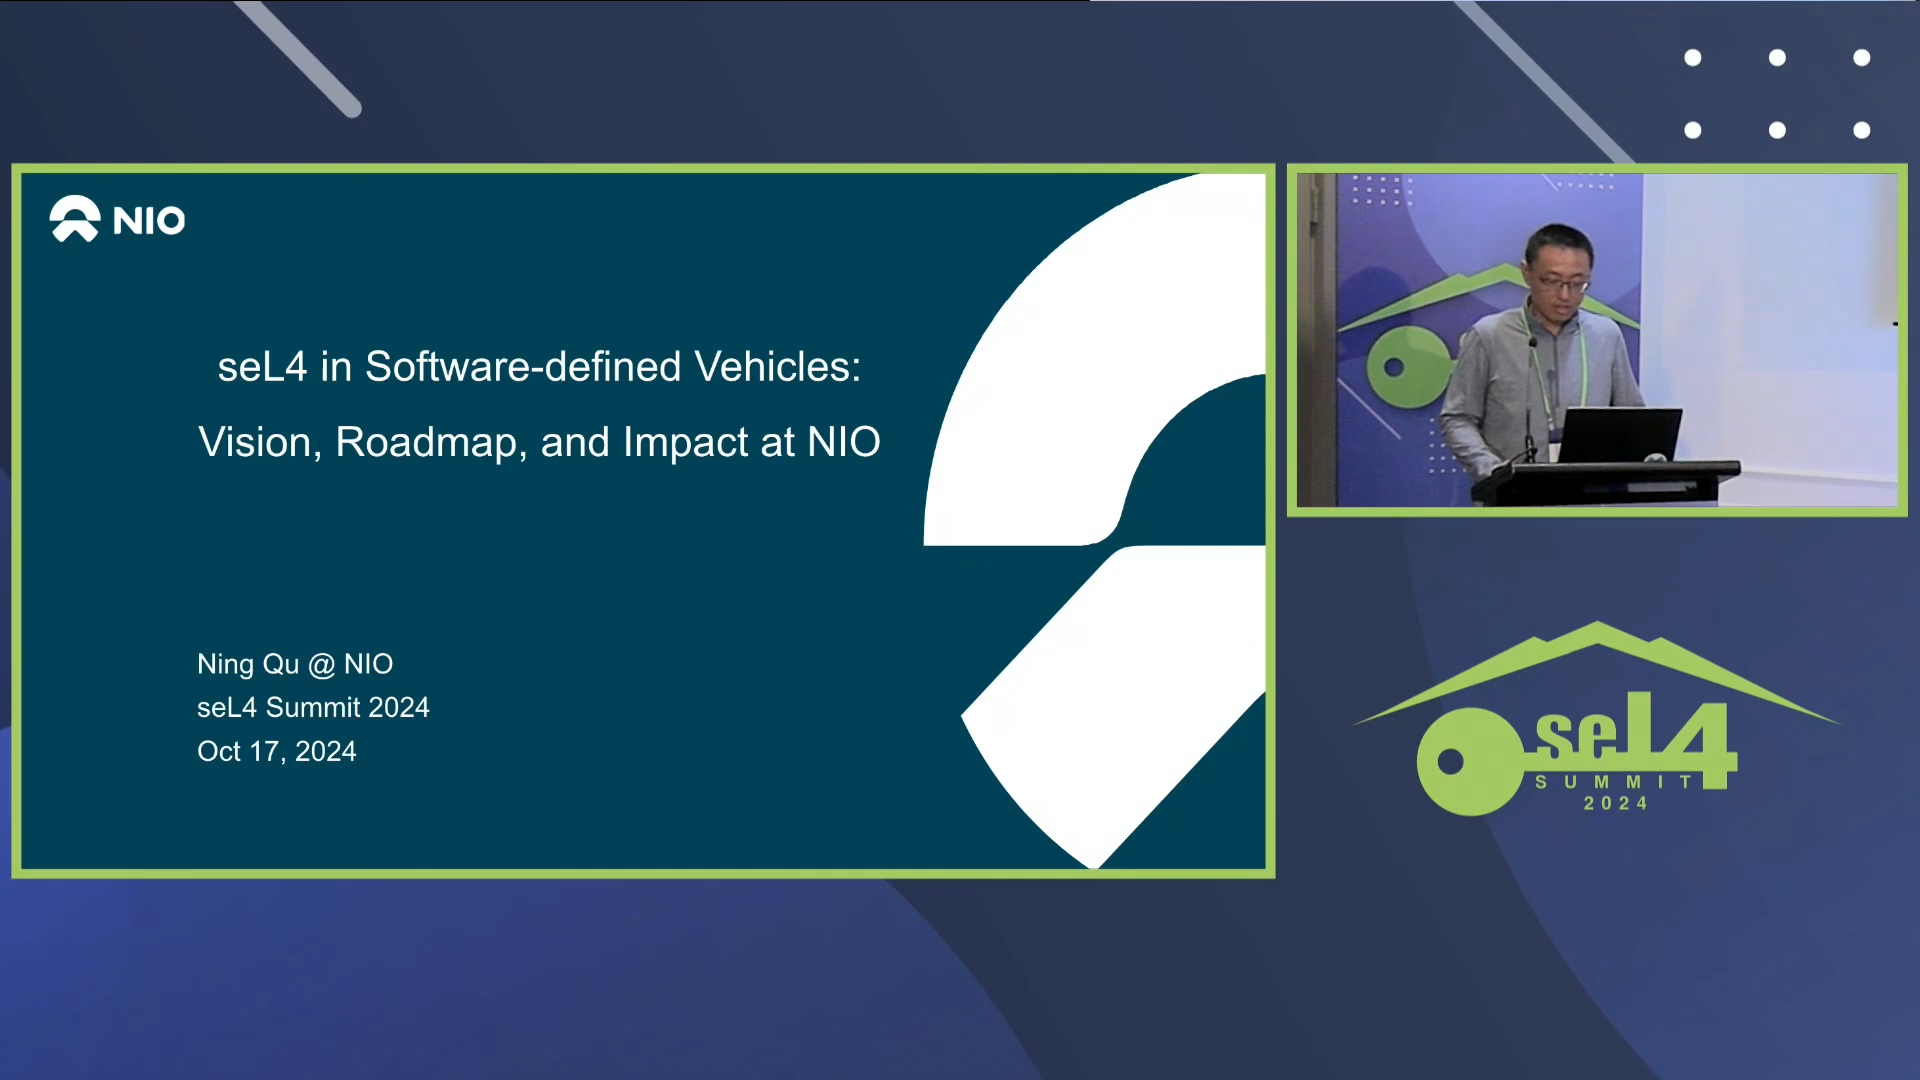 NIO
seL4 in Software-defined Vehicles:
Vision, Roadmap, and Impact at NIO
Ning Qu @ NIO
seL4 Summit 2024
Oct 17, 2024
seL4
SUMMIT
2024